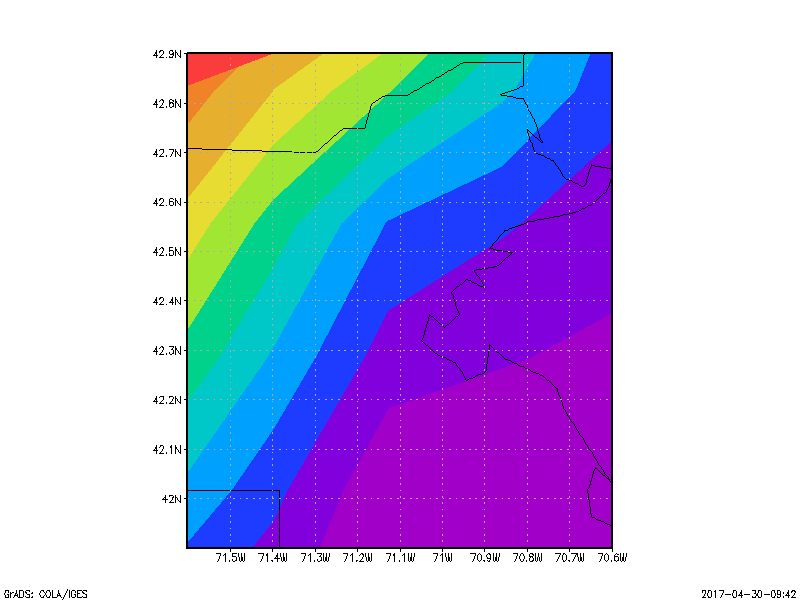 42.9N
42.8N
42.7N
42.6N
42.5N
42.4N
42.3N
42.2N
42.1N
42N
71.5W 71.4W 71.3W 71.2W 71.1W 71W 70.9W 70.8W 70.7W 70.6W
GrADS: COLA/IGES 2017-04-30-09:42